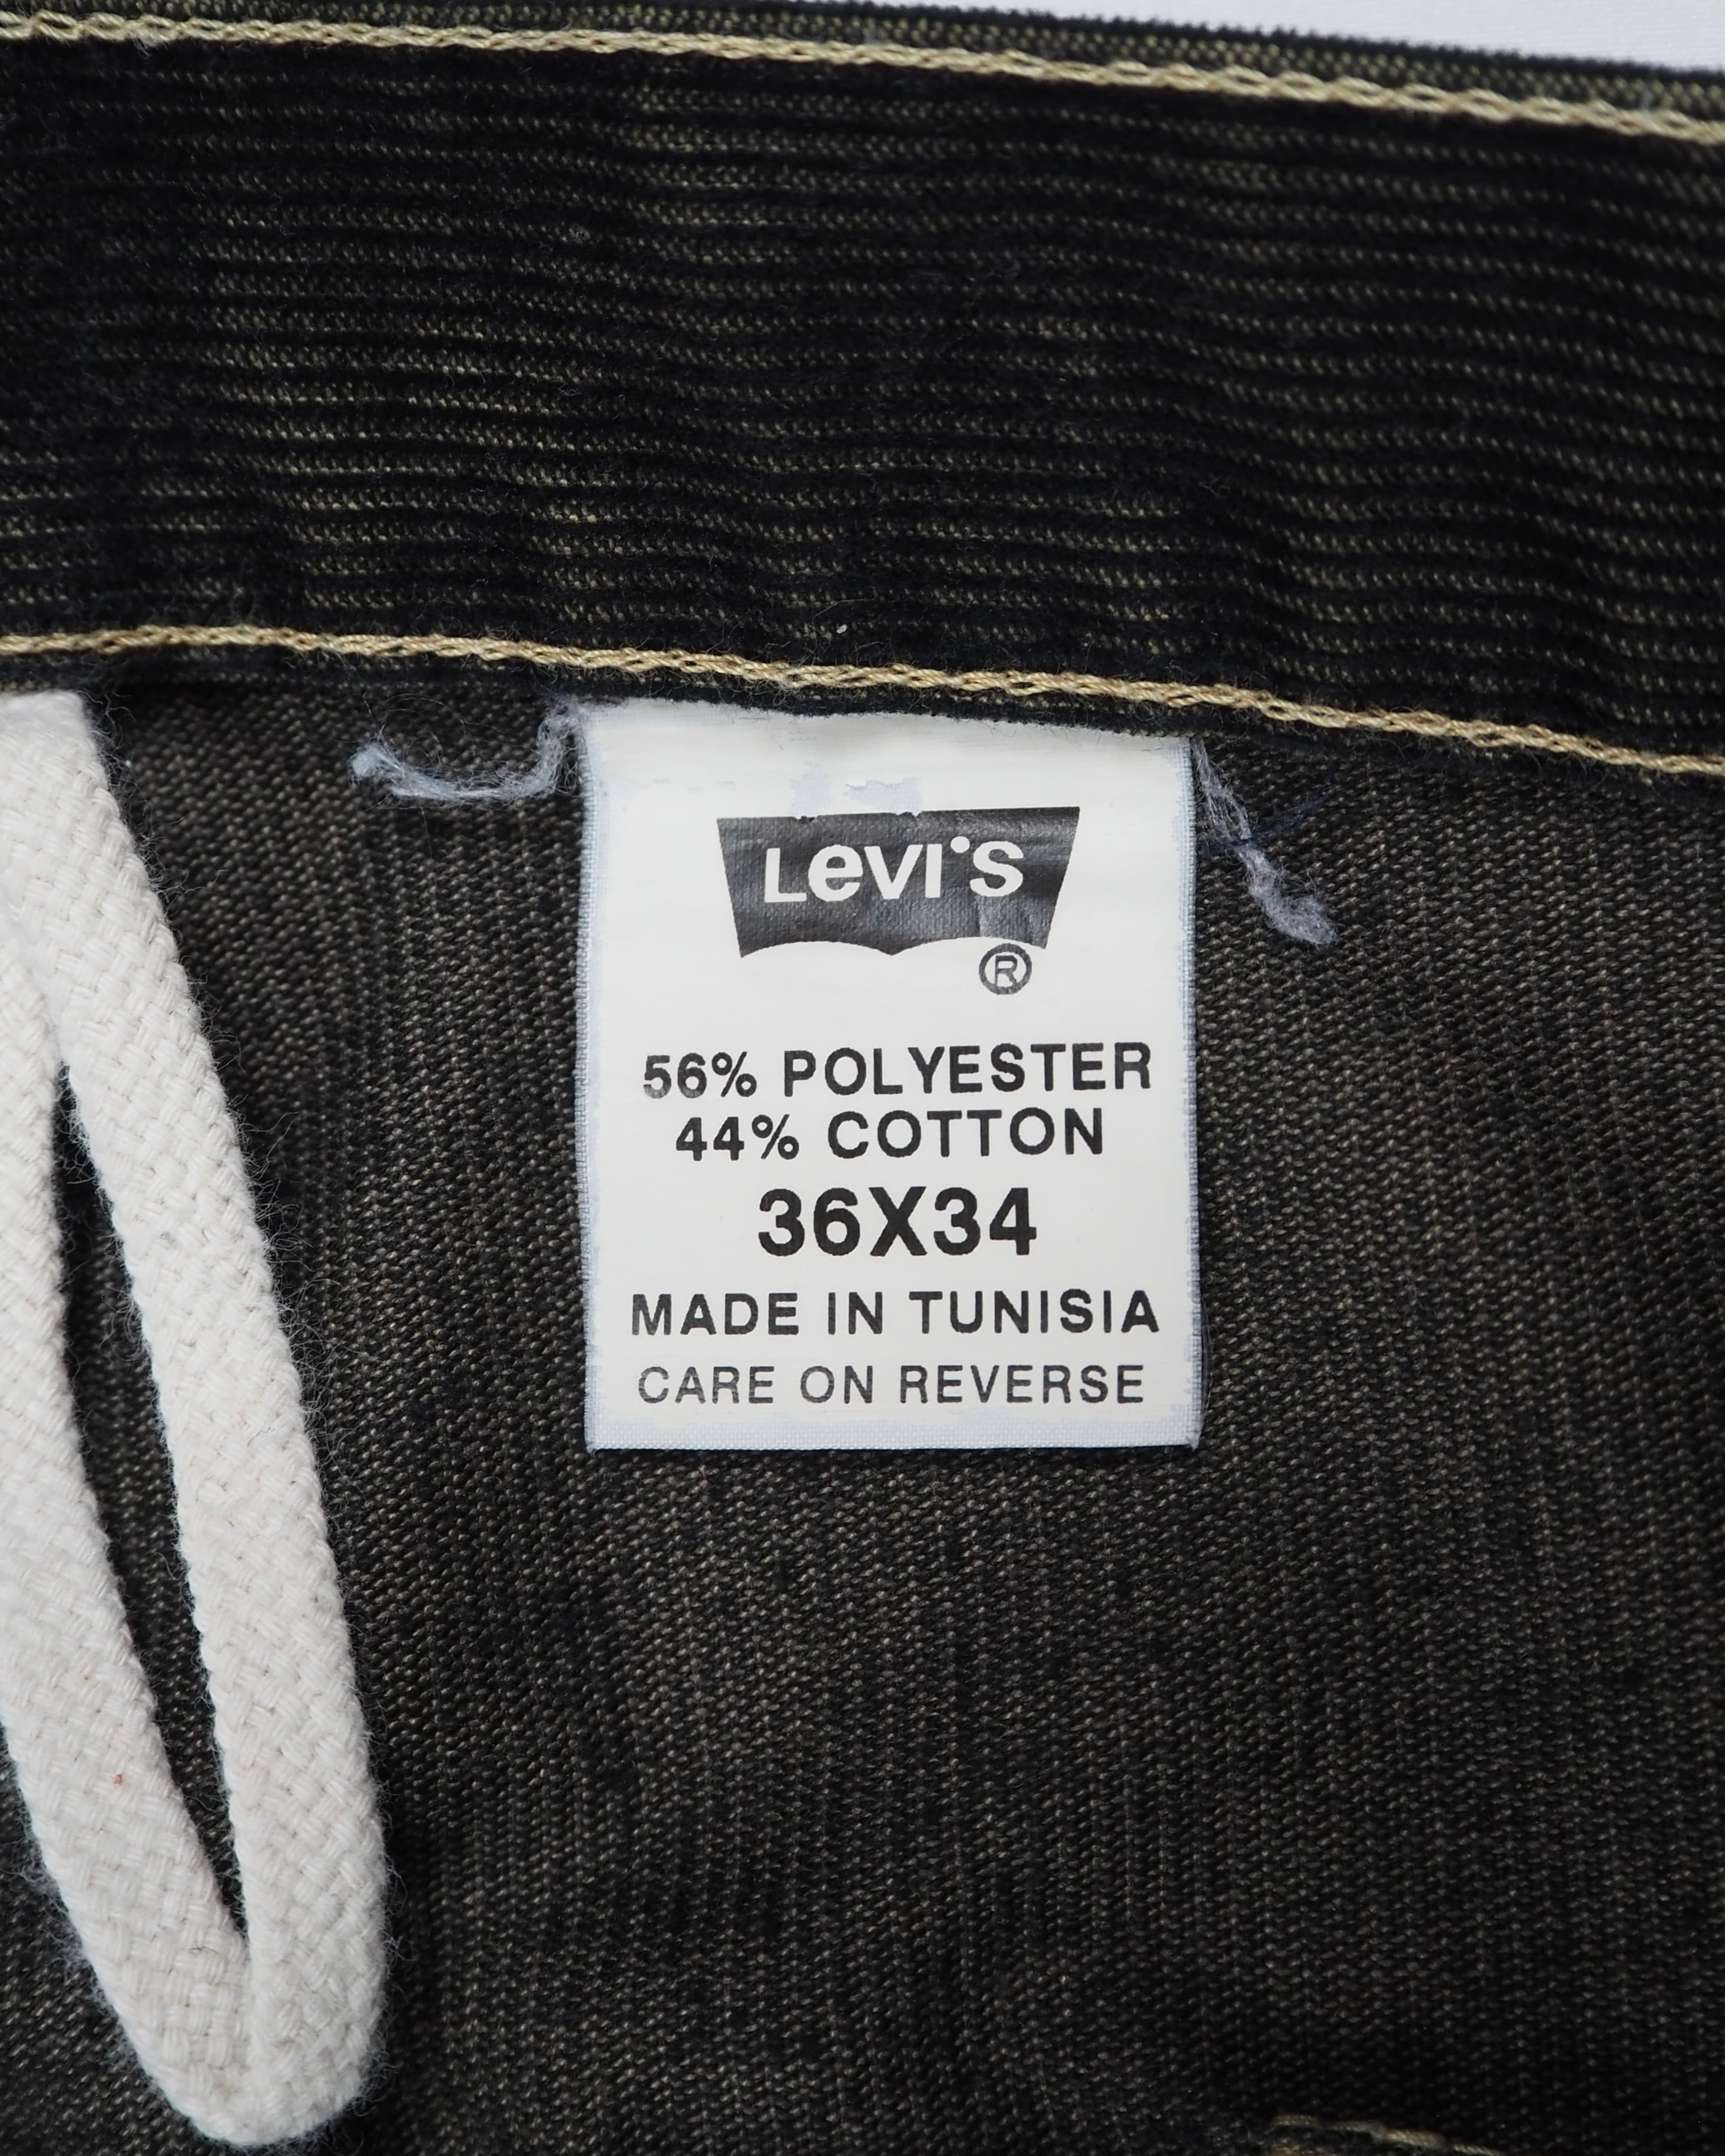 Levi's
®
56% POLYESTER
44% COTTON
36X34
MADE IN TUNISIA
CARE ON REVERSE